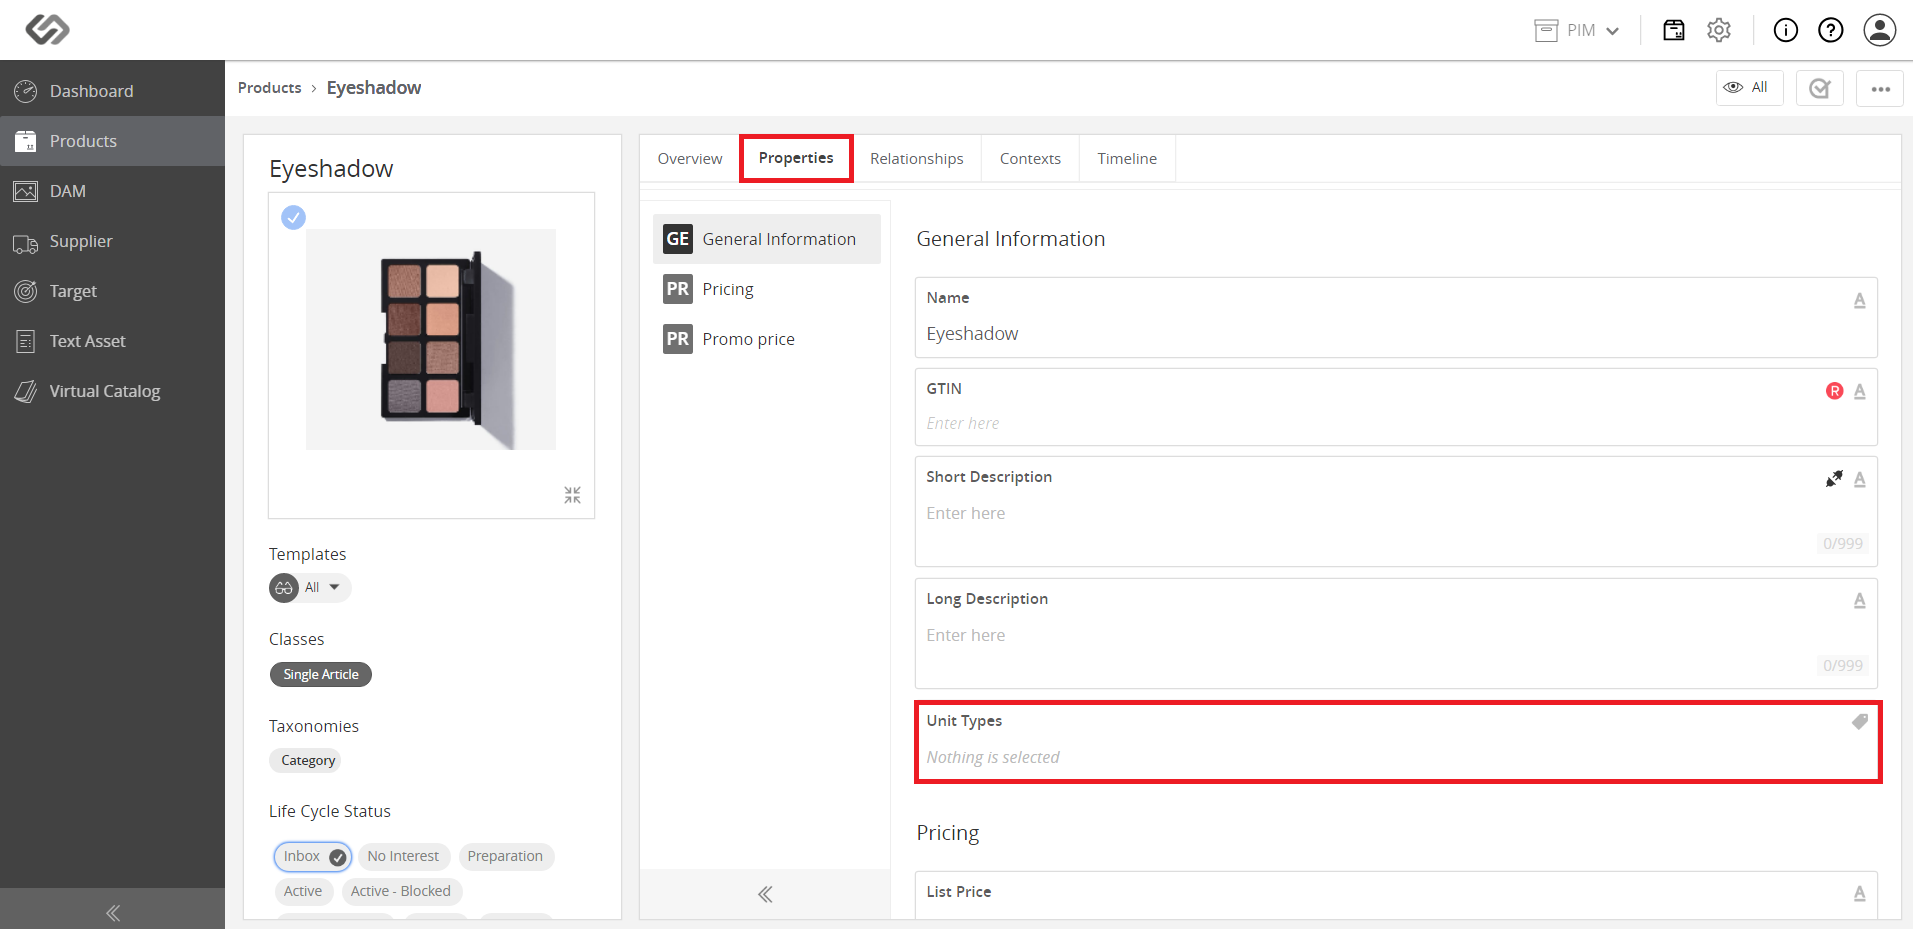 PIM
Dashboard
Products
DAM
Supplier
Target
Text Asset
Virtual Catalog
Products › Eyeshadow
All
Eyeshadow
Templates
All
Classes
Single Article
Taxonomies
Category
Life Cycle Status
Inbox No Interest Preparation
Active Active - Blocked
Overview Properties Relationships Contexts Timeline
GE General Information
PR Pricing
PR Promo price
General Information
Name
A
Eyeshadow
GTIN
R A
Enter here
Short Description
A
Enter here
0/999
Long Description
A
Enter here
0/999
Unit Types
Nothing is selected
Pricing
List Price
A